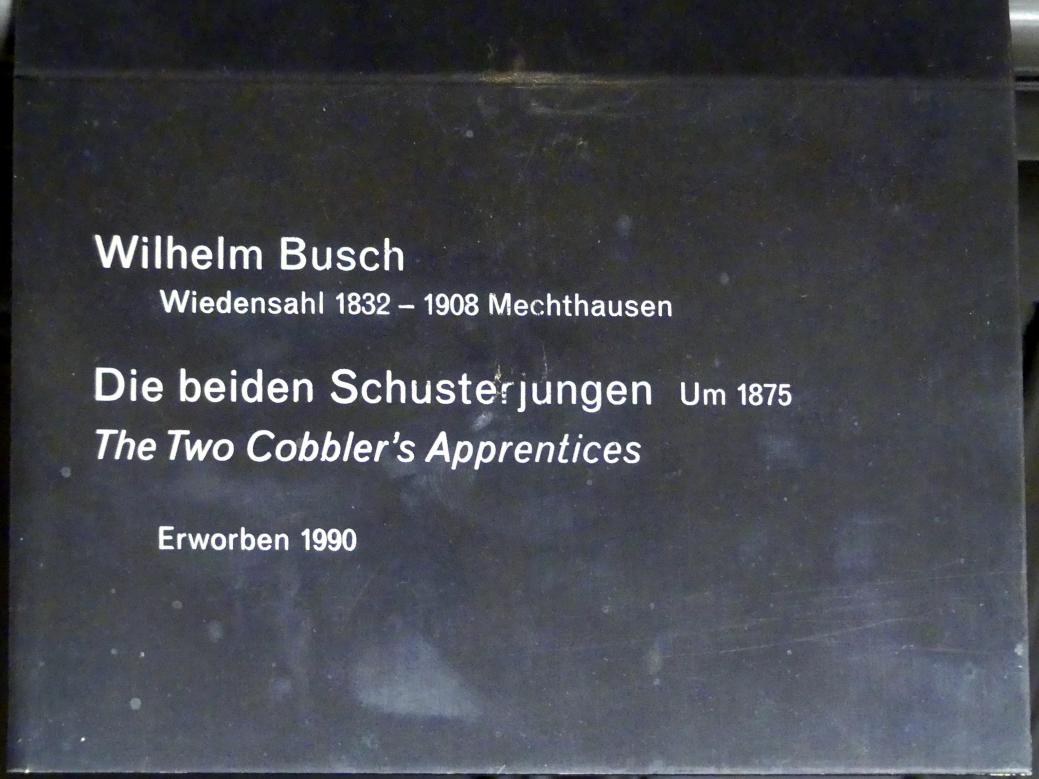 Wilhelm Busch
Wiedensahl 1832 – 1908 Mechthausen
Die beiden Schusterjungen Um 1875
The Two Cobbler's Apprentices
Erworben 1990